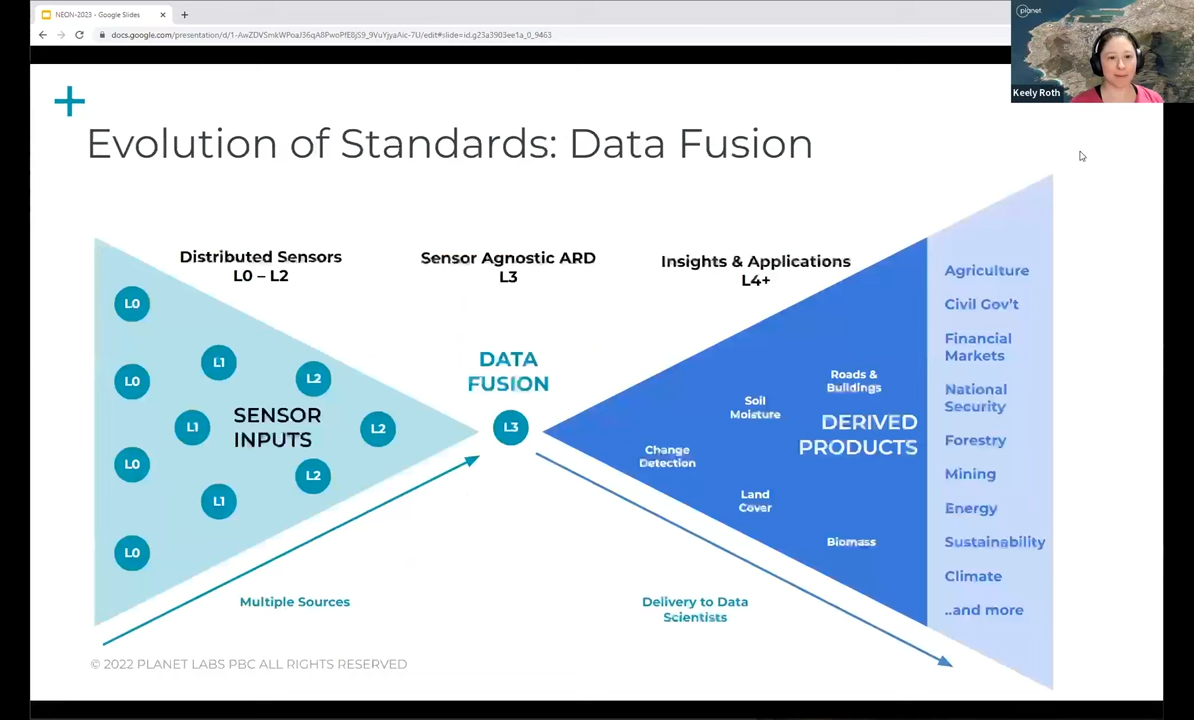 NEON-2023 - Google Slides
docs.google.com/presentation/d/1-AwZDVSmkWPoaJ36qA8PwoPfE8jS9_9VuYjyaAic-7U/edit#slide=id.g23a3903ee1a_0_9463
planet.
Keely Roth
Evolution of Standards: Data Fusion
Distributed Sensors
L0 – L2
Sensor Agnostic ARD
L3
Insights & Applications
L4+
L0
L0
L0
L0
L1
L1
L1
L2
L2
L2
SENSOR
INPUTS
DATA
FUSION
L3
Roads &
Buildings
Soil
Moisture
DERIVED
PRODUCTS
Change
Detection
Land
Cover
Biomass
Agriculture
Civil Gov't
Financial
Markets
National
Security
Forestry
Mining
Energy
Sustainability
Climate
..and more
Multiple Sources
Delivery to Data
Scientists
© 2022 PLANET LABS PBC ALL RIGHTS RESERVED